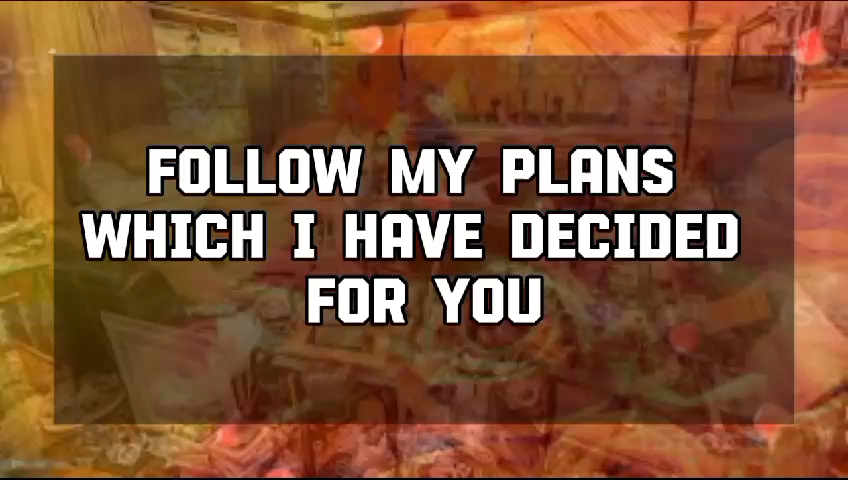 FOLLOW MY PLANS
WHICH I HAVE DECIDED
FOR YOU